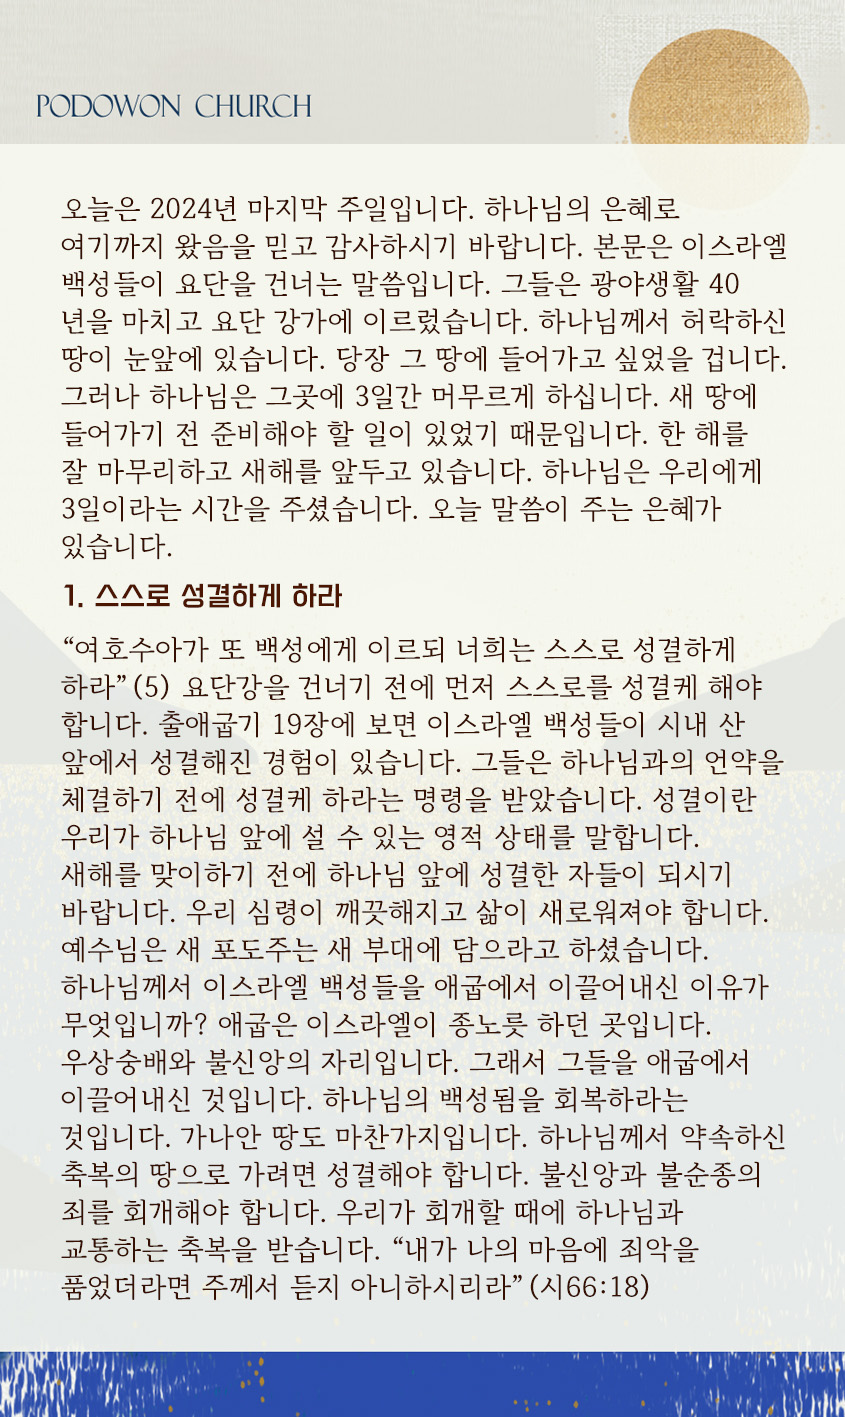 PODOWON CHURCH
오늘은 2024년 마지막 주일입니다. 하나님의 은혜로
여기까지 왔음을 믿고 감사하시기 바랍니다. 본문은 이스라엘
백성들이 요단을 건너는 말씀입니다. 그들은 광야생활 40
년을 마치고 요단 강가에 이르렀습니다. 하나님께서 허락하신
땅이 눈앞에 있습니다. 당장 그 땅에 들어가고 싶었을 겁니다.
그러나 하나님은 그곳에 3일간 머무르게 하십니다. 새 땅에
들어가기 전 준비해야 할 일이 있었기 때문입니다. 한 해를
잘 마무리하고 새해를 앞두고 있습니다. 하나님은 우리에게
3일이라는 시간을 주셨습니다. 오늘 말씀이 주는 은혜가
있습니다.
1. 스스로 성결하게 하라
“여호수아가 또 백성에게 이르되 너희는 스스로 성결하게
하라”(5) 요단강을 건너기 전에 먼저 스스로를 성결케 해야
합니다. 출애굽기 19장에 보면 이스라엘 백성들이 시내 산
앞에서 성결해진 경험이 있습니다. 그들은 하나님과의 언약을
체결하기 전에 성결케 하라는 명령을 받았습니다. 성결이란
우리가 하나님 앞에 설 수 있는 영적 상태를 말합니다.
새해를 맞이하기 전에 하나님 앞에 성결한 자들이 되시기
바랍니다. 우리 심령이 깨끗해지고 삶이 새로워져야 합니다.
예수님은 새 포도주는 새 부대에 담으라고 하셨습니다.
하나님께서 이스라엘 백성들을 애굽에서 이끌어내신 이유가
무엇입니까? 애굽은 이스라엘이 종노릇 하던 곳입니다.
우상숭배와 불신앙의 자리입니다. 그래서 그들을 애굽에서
이끌어내신 것입니다. 하나님의 백성됨을 회복하라는
것입니다. 가나안 땅도 마찬가지입니다. 하나님께서 약속하신
축복의 땅으로 가려면 성결해야 합니다. 불신앙과 불순종의
죄를 회개해야 합니다. 우리가 회개할 때에 하나님과
교통하는 축복을 받습니다. “내가 나의 마음에 죄악을
품었더라면 주께서 듣지 아니하시리라”(시66:18)